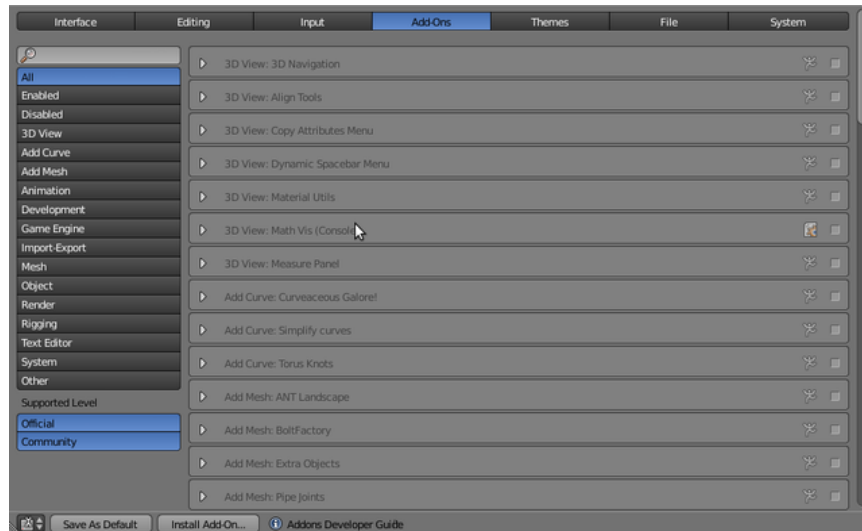 Interface Editing Input Add-Ons Themes File System
All
Enabled
Disabled
3D View
Add Curve
Add Mesh
Animation
Development
Game Engine
Import-Export
Mesh
Object
Render
Rigging
Text Editor
System
Other
Supported Level
Official
Community
3D View: 3D Navigation
3D View: Align Tools
3D View: Copy Attributes Menu
3D View: Dynamic Spacebar Menu
3D View: Material Utils
3D View: Math Vis (Console
3D View: Measure Panel
Add Curve: Curveaceous Galore!
Add Curve: Simplify curves
Add Curve: Torus Knots
Add Mesh: ANT Landscape
Add Mesh: BoltFactory
Add Mesh: Extra Objects
Add Mesh: Pipe Joints
Save As Default Install Add-On... Addons Developer Guide